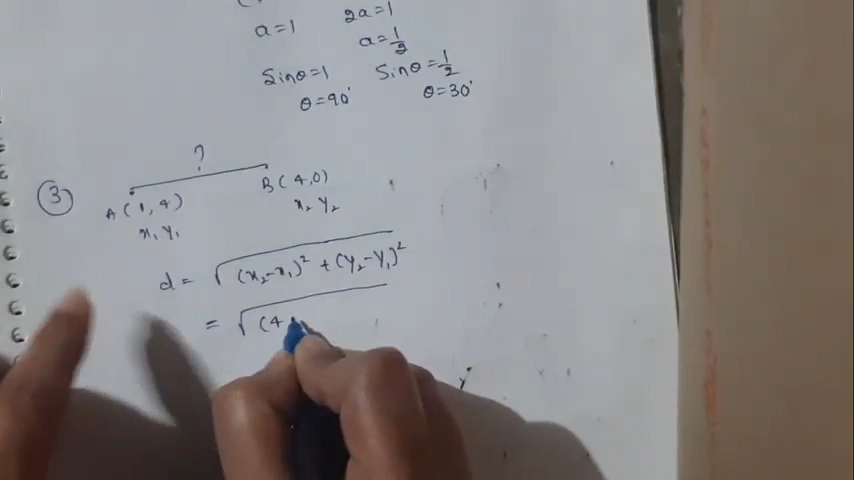 a=1 2a=1
a=1/2
Sinθ=1 Sinθ=1/2
θ=90° θ=30°
?
③ A(1,4) B(4,0)
x₁ y₁ x₂ y₂
d = √(x₂-x₁)²+(y₂-y₁)²
= √(4